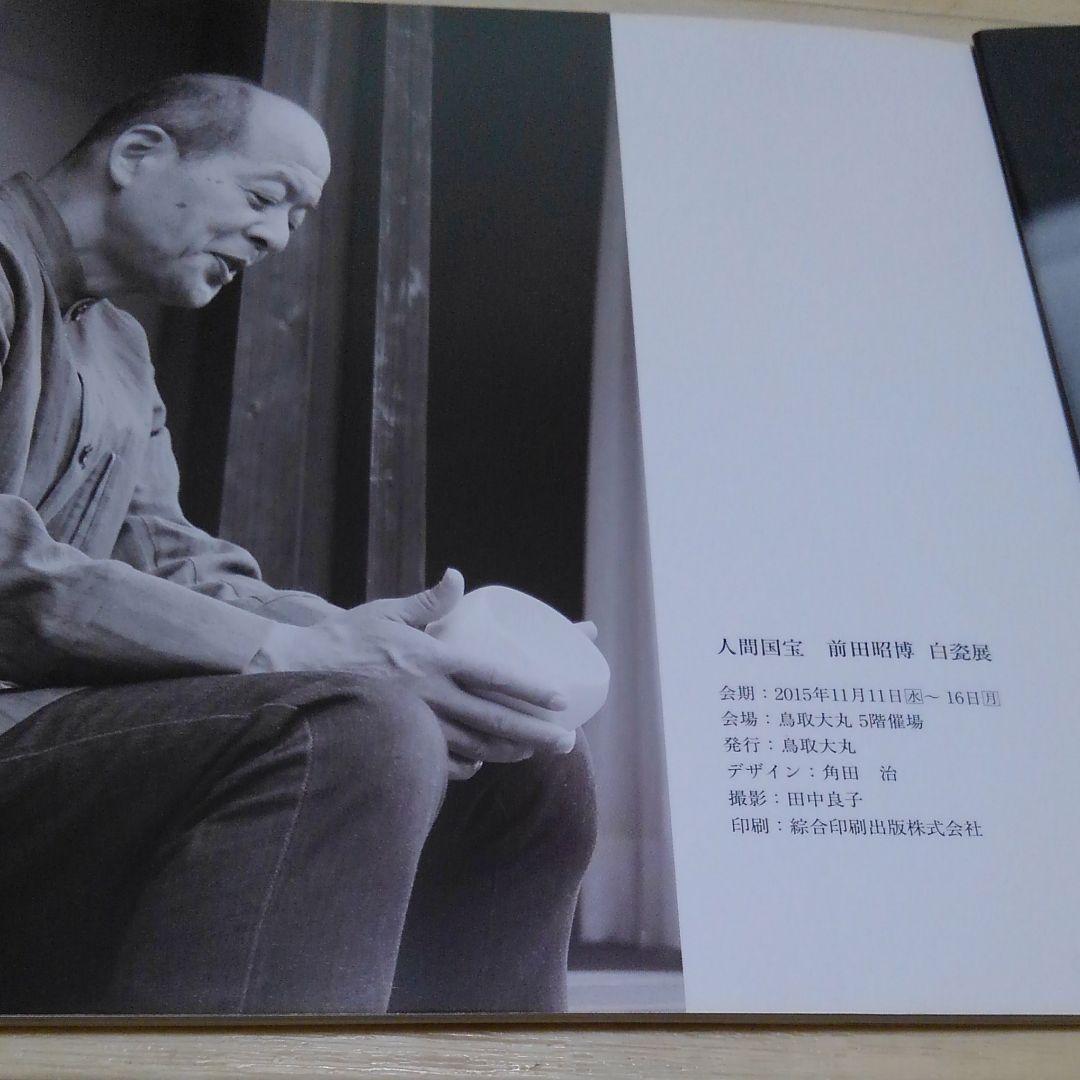 人間国宝　前田昭博 白瓷展
会期：2015年11月11日㊌～16日㊊
会場：鳥取大丸 5階催場
発行：鳥取大丸
デザイン：角田　治
撮影：田中良子
印刷：綜合印刷出版株式会社